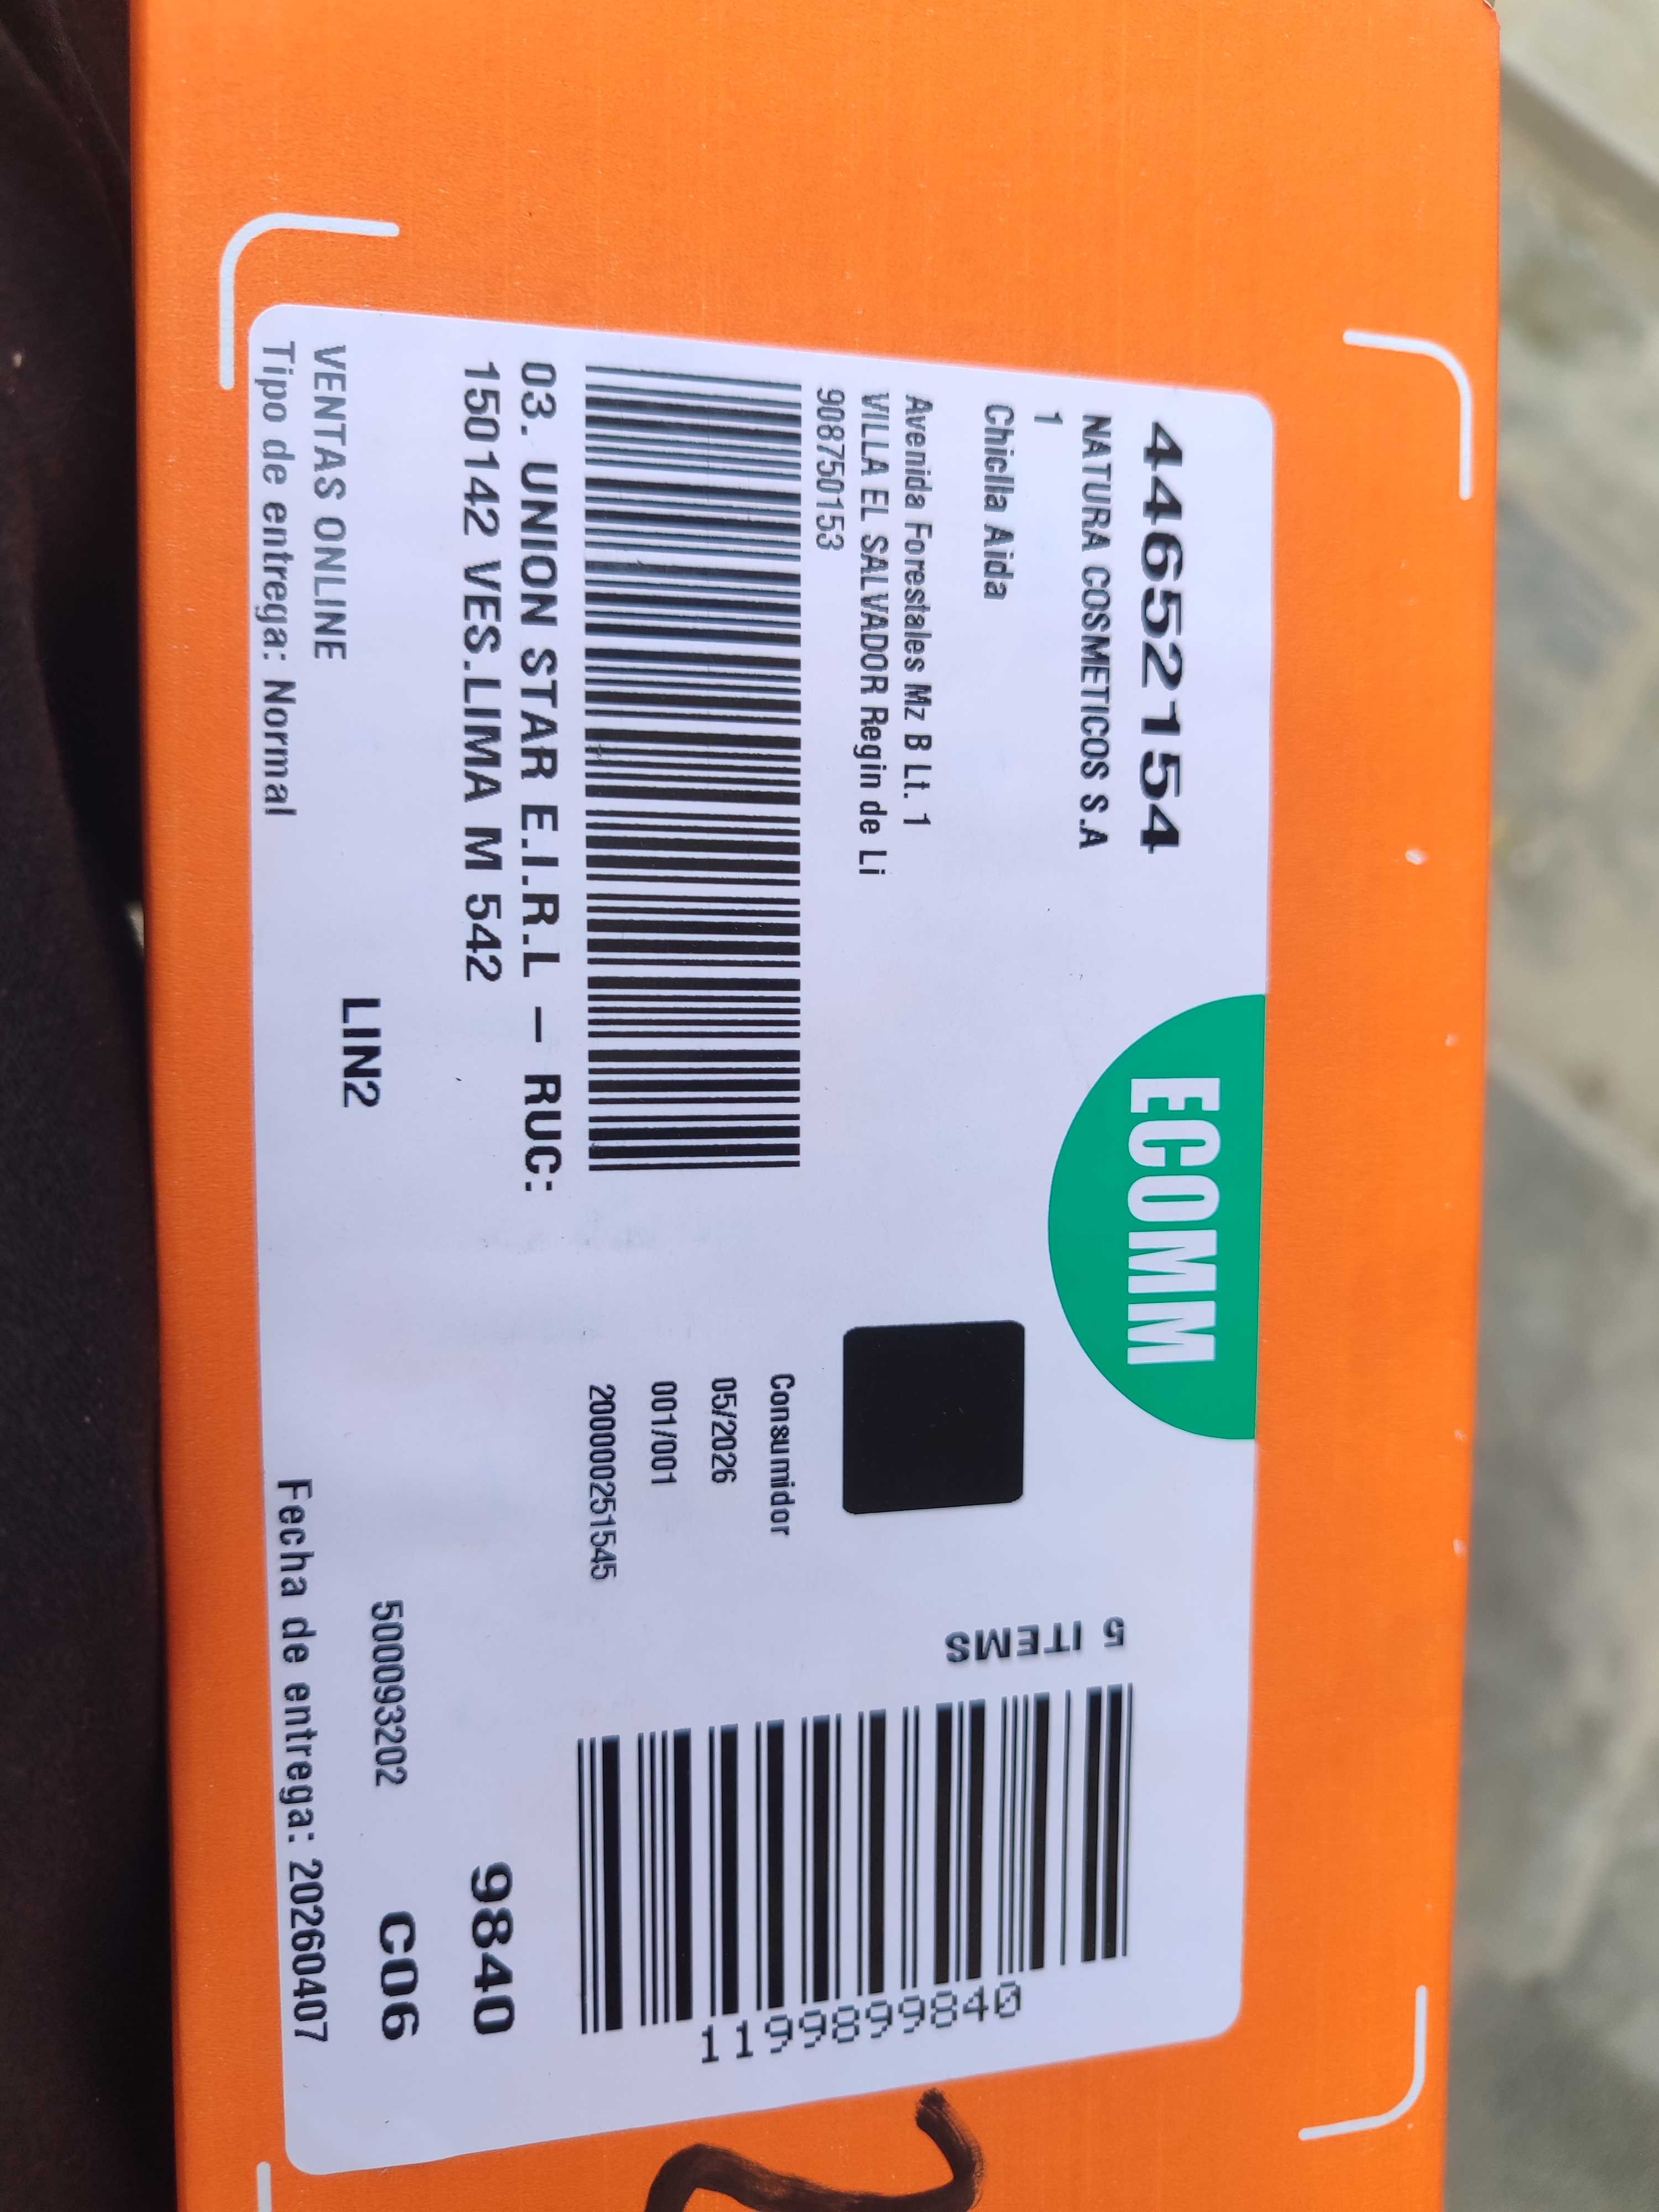 446521 54
NATURA COSMETICOS S.A
1
Chiclla Aida
Avenida Forestales Mz B Lt. 1
VILLA EL SALVADOR Regin de Li
908750153
ECOMM
5 ITEMS
1199899840
Consumidor
05/2026
001/001
2000000251545
03. UNION STAR E.I.R.L – RUC:
150142 VES.LIMA M 542
9840
LIN2
500093202
C06
VENTAS ONLINE
Tipo de entrega: Normal
Fecha de entrega: 20260407